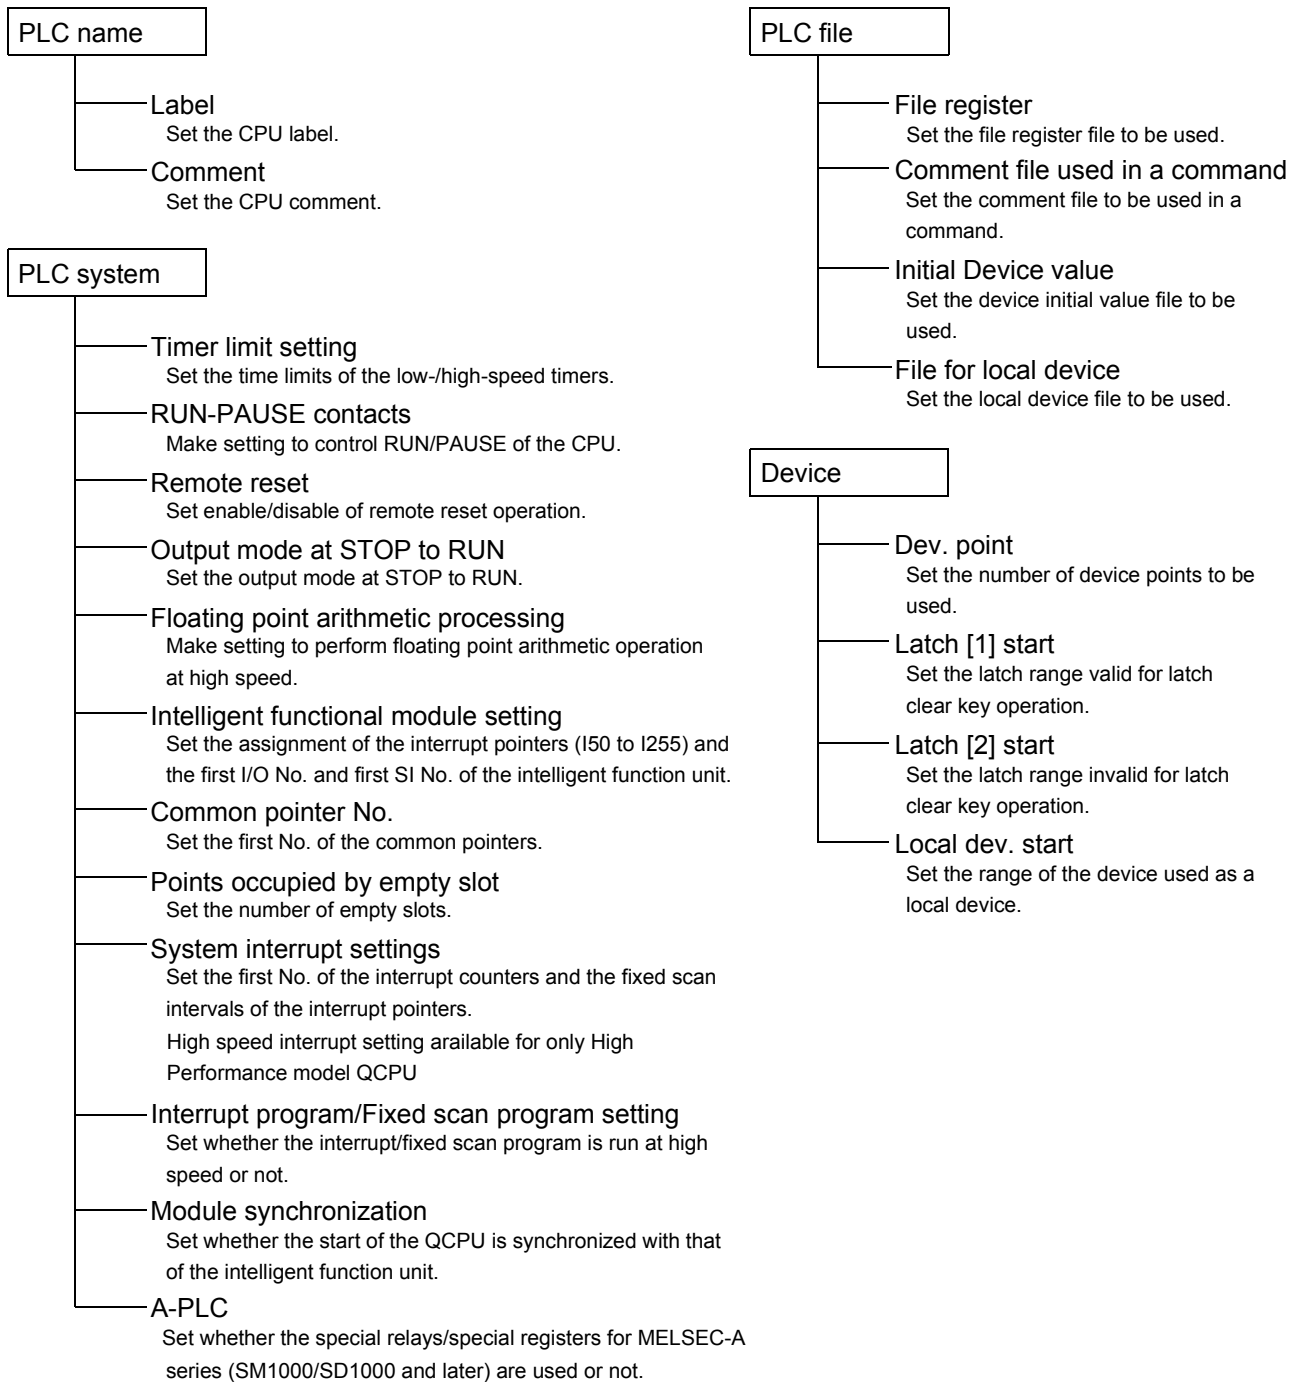 PLC name
Label
Set the CPU label.
Comment
Set the CPU comment.
PLC system
Timer limit setting
Set the time limits of the low-/high-speed timers.
RUN-PAUSE contacts
Make setting to control RUN/PAUSE of the CPU.
Remote reset
Set enable/disable of remote reset operation.
Output mode at STOP to RUN
Set the output mode at STOP to RUN.
Floating point arithmetic processing
Make setting to perform floating point arithmetic operation
at high speed.
Intelligent functional module setting
Set the assignment of the interrupt pointers (I50 to I255) and
the first I/O No. and first SI No. of the intelligent function unit.
Common pointer No.
Set the first No. of the common pointers.
Points occupied by empty slot
Set the number of empty slots.
System interrupt settings
Set the first No. of the interrupt counters and the fixed scan
intervals of the interrupt pointers.
High speed interrupt setting arailable for only High
Performance model QCPU
Interrupt program/Fixed scan program setting
Set whether the interrupt/fixed scan program is run at high
speed or not.
Module synchronization
Set whether the start of the QCPU is synchronized with that
of the intelligent function unit.
A-PLC
Set whether the special relays/special registers for MELSEC-A
series (SM1000/SD1000 and later) are used or not.
PLC file
File register
Set the file register file to be used.
Comment file used in a command
Set the comment file to be used in a
command.
Initial Device value
Set the device initial value file to be
used.
File for local device
Set the local device file to be used.
Device
Dev. point
Set the number of device points to be
used.
Latch [1] start
Set the latch range valid for latch
clear key operation.
Latch [2] start
Set the latch range invalid for latch
clear key operation.
Local dev. start
Set the range of the device used as a
local device.